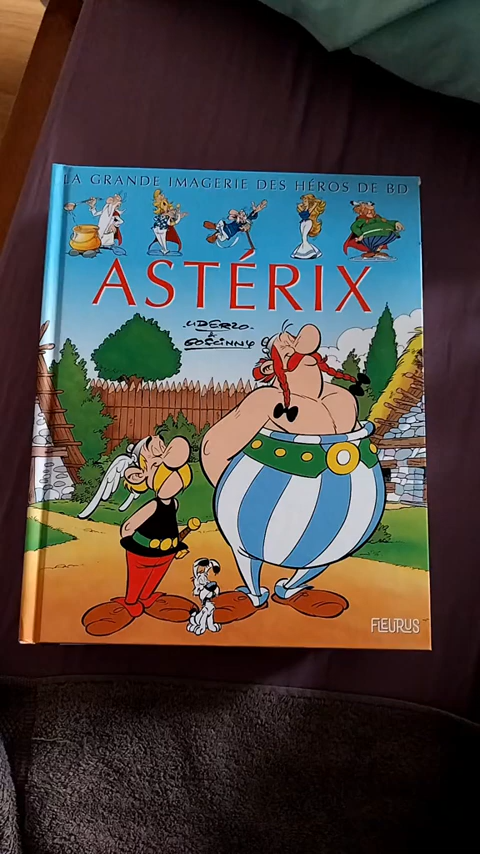 LA GRANDE IMAGERIE DES HÉROS DE BD
ASTÉRIX
UDERZO
GOSCINNY
FLEURUS